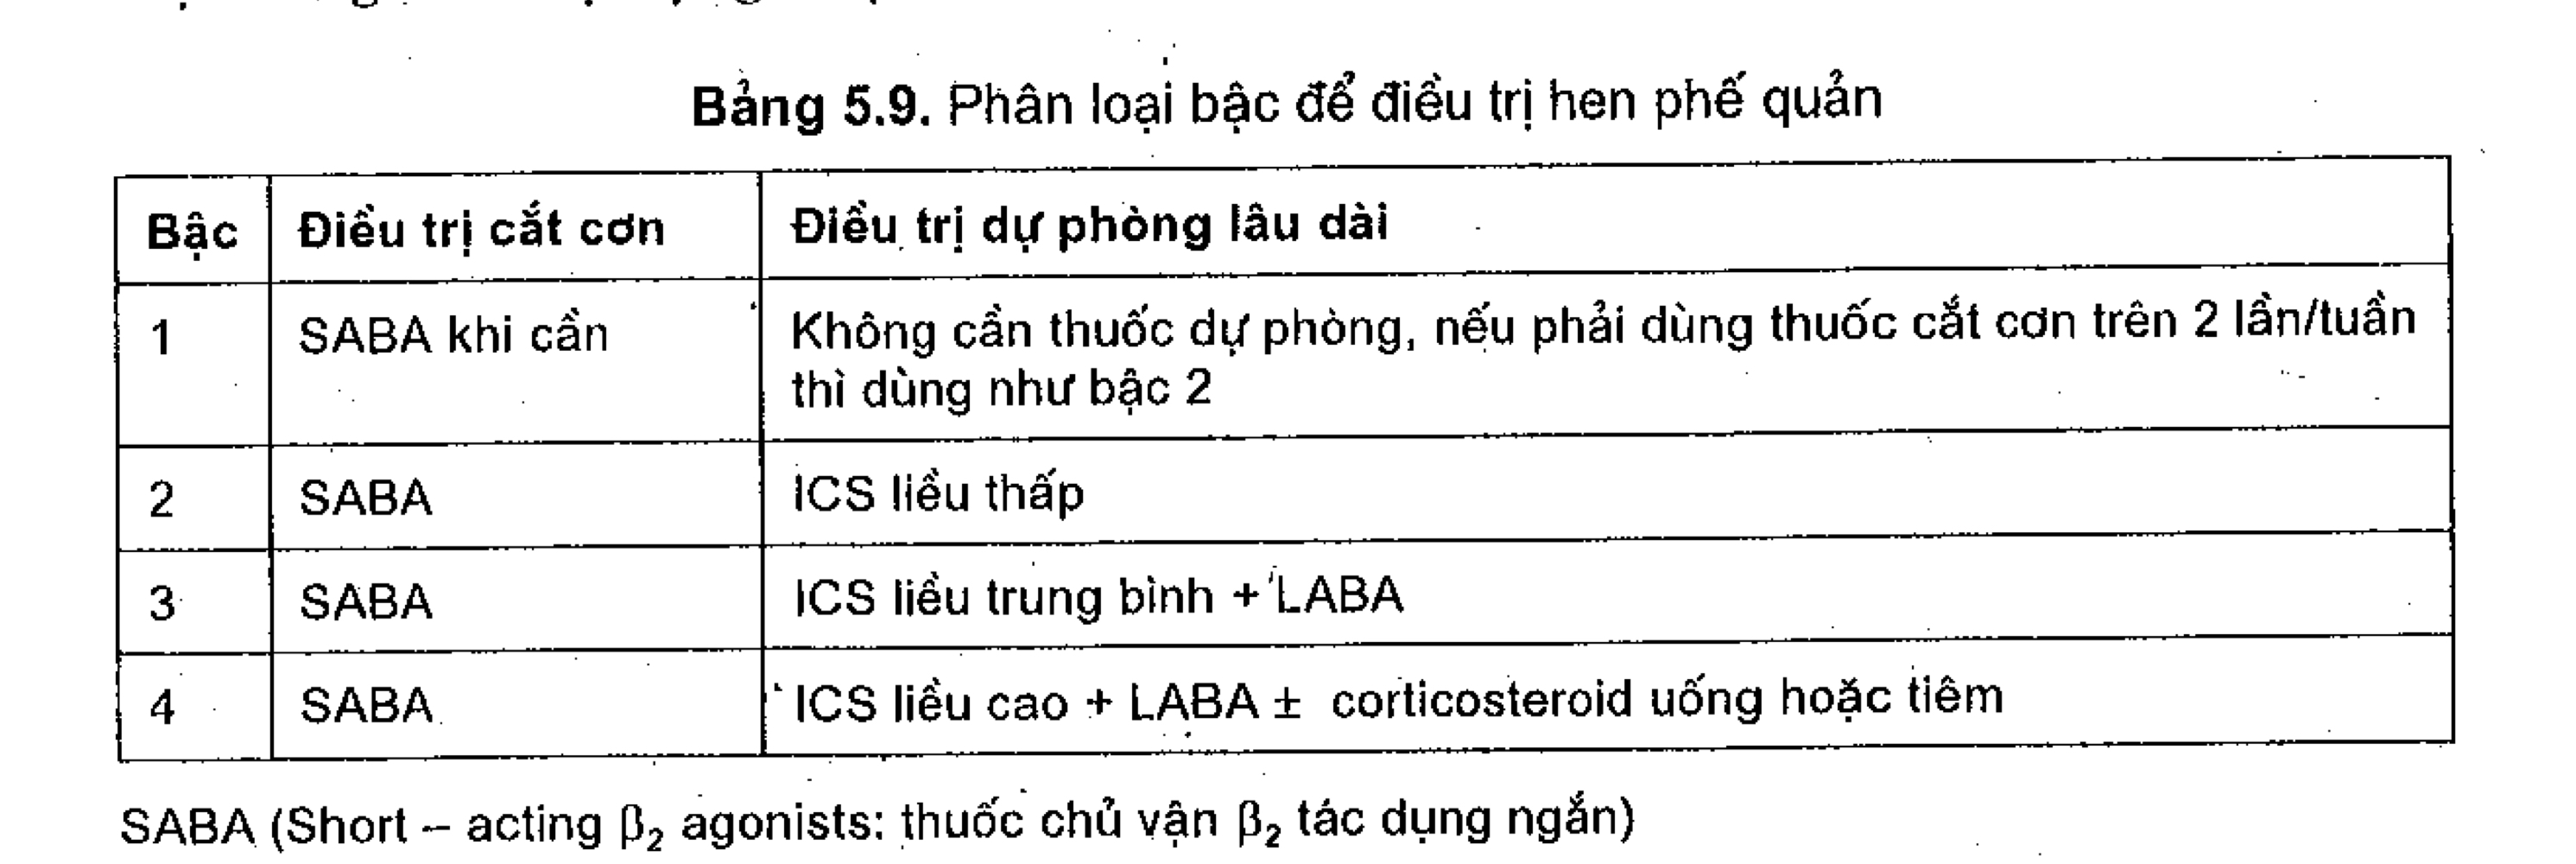 Bảng 5.9. Phân loại bậc để điều trị hen phế quản
Bậc
Điều trị cắt cơn
Điều trị dự phòng lâu dài
1
SABA khi cần
Không cần thuốc dự phòng, nếu phải dùng thuốc cắt cơn trên 2 lần/tuần
thì dùng như bậc 2
2
SABA
ICS liều thấp
3
SABA
ICS liều trung bình + LABA
4
SABA
ICS liều cao + LABA ± corticosteroid uống hoặc tiêm
SABA (Short – acting β₂ agonists: thuốc chủ vận β₂ tác dụng ngắn)